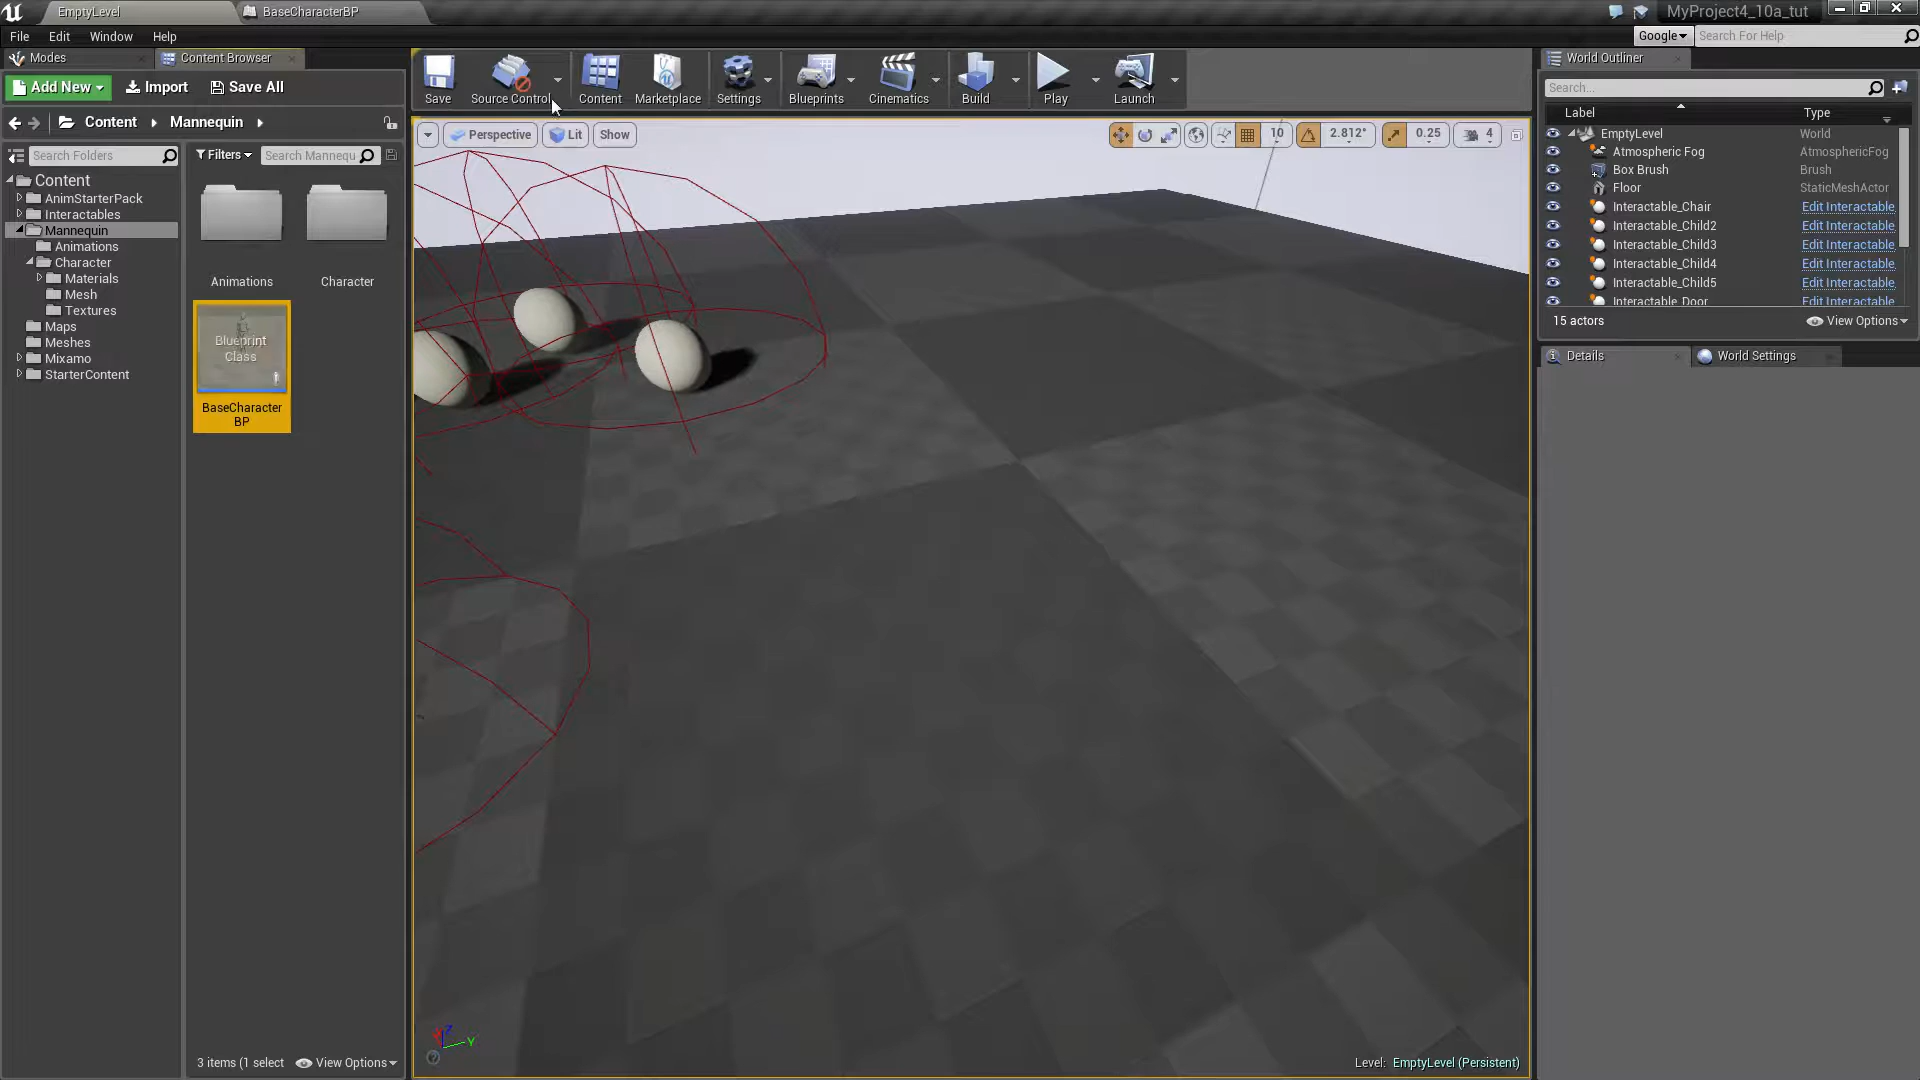 EmptyLevel
BaseCharacterBP
MyProject4_10a_tut
File Edit Window Help
Google
Search For Help
Modes
Content Browser
Add New Import Save All
Content Mannequin
Search Folders
Filters
Search Mannequ
Content
AnimStarterPack
Interactables
Mannequin
Animations
Character
Materials
Mesh
Textures
Maps
Meshes
Mixamo
StarterContent
Animations
Character
Blueprint
Class
BaseCharacter
BP
3 items (1 select
View Options
Save Source Control Content Marketplace Settings Blueprints Cinematics Build Play Launch
Perspective Lit Show
10 2.812° 0.25 4
X Z Y
Level: EmptyLevel (Persistent)
World Outliner
Search...
Label Type
EmptyLevel World
Atmospheric Fog AtmosphericFog
Box Brush Brush
Floor StaticMeshActor
Interactable_Chair Edit Interactable
Interactable_Child2 Edit Interactable
Interactable_Child3 Edit Interactable
Interactable_Child4 Edit Interactable
Interactable_Child5 Edit Interactable
Interactable_Door Edit Interactable
15 actors
View Options
Details
World Settings